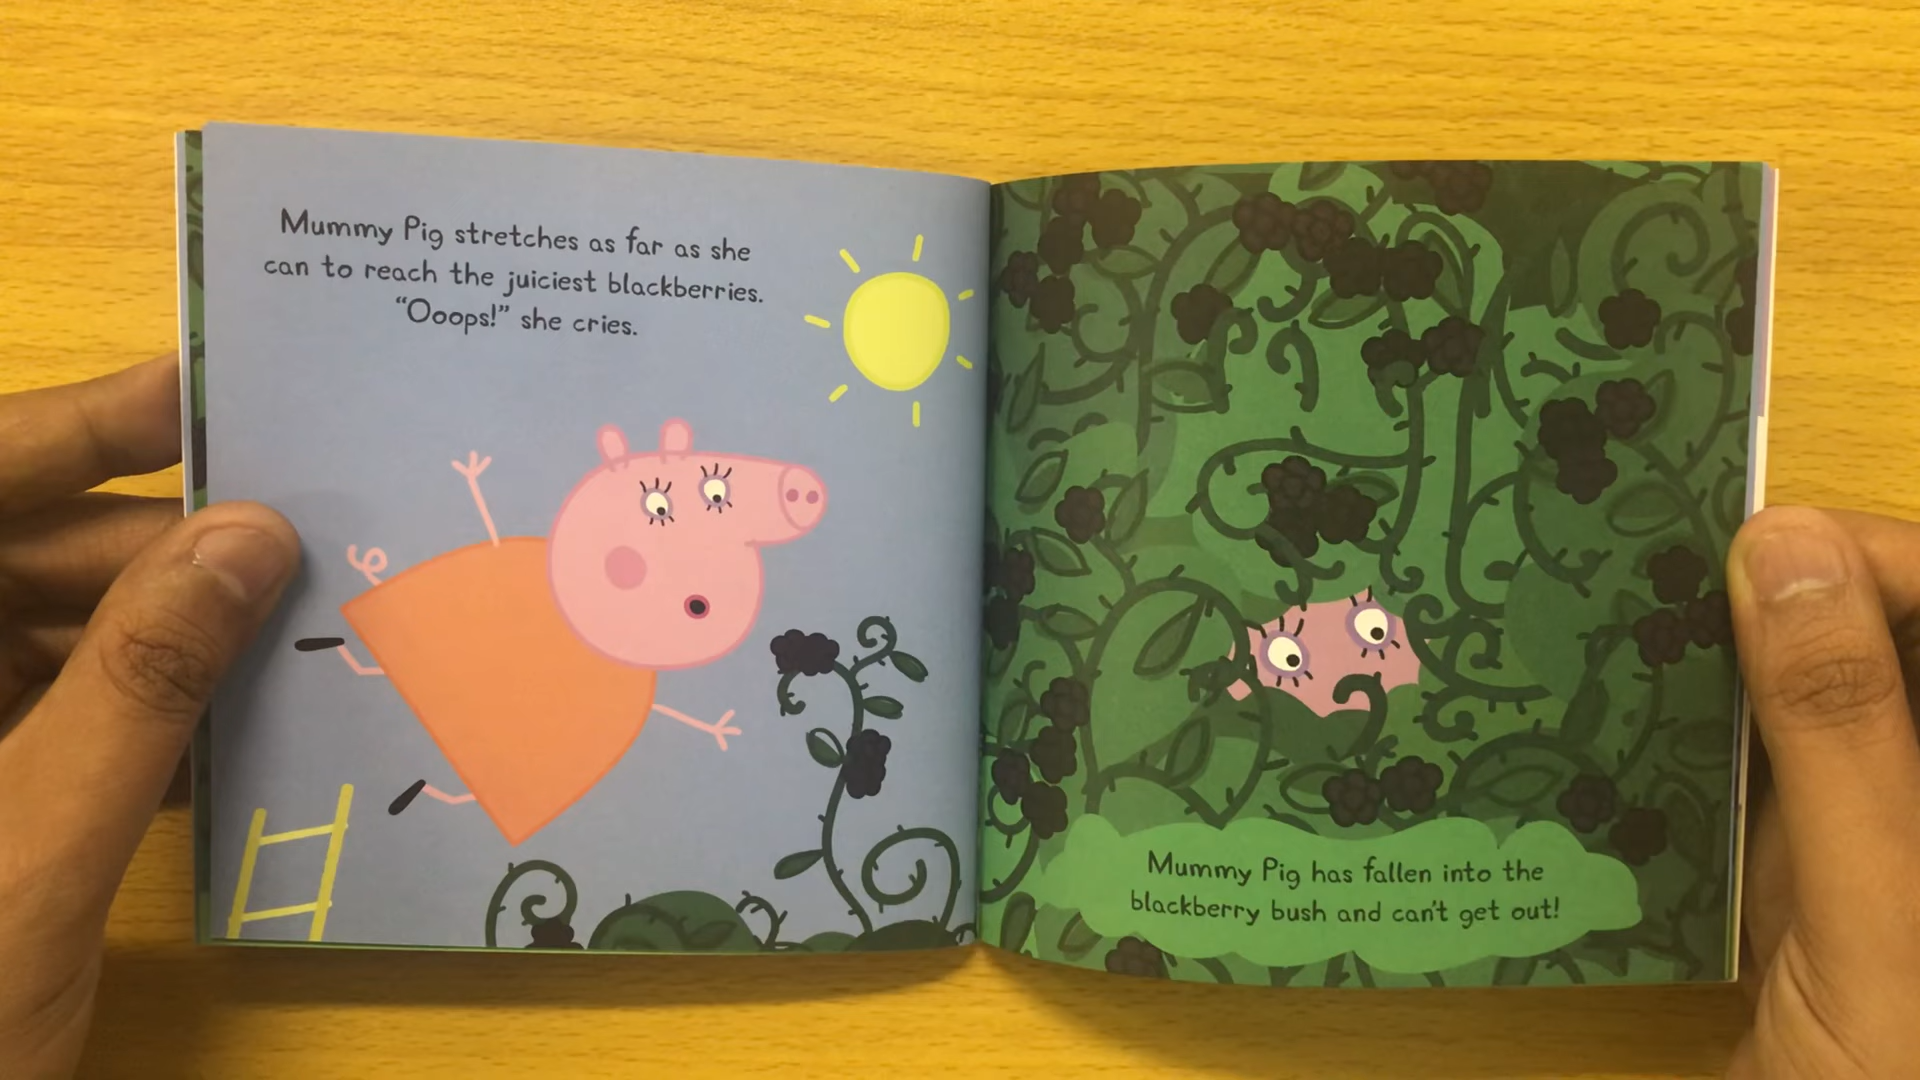 Mummy Pig stretches as far as she
can to reach the juiciest blackberries.
“Ooops!” she cries.
Mummy Pig has fallen into the
blackberry bush and can't get out!